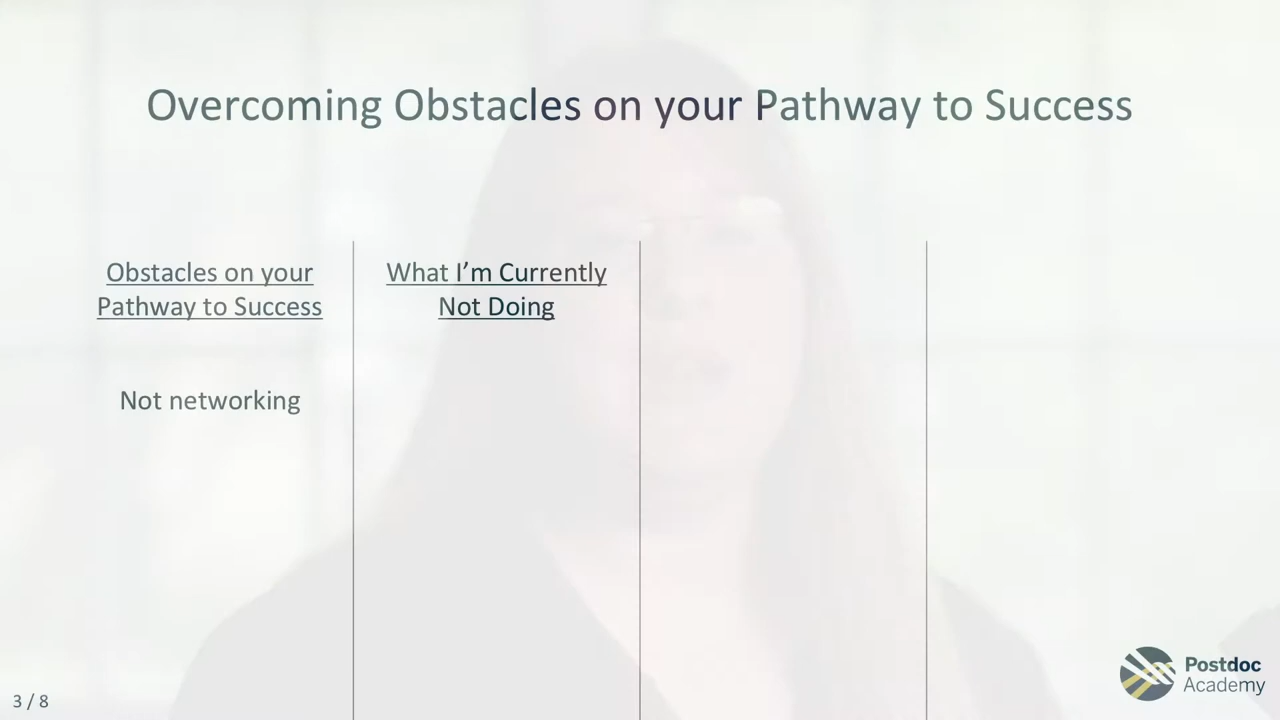 Overcoming Obstacles on your Pathway to Success
Obstacles on your
Pathway to Success
What I’m Currently
Not Doing
Not networking
Postdoc
Academy
3 / 8